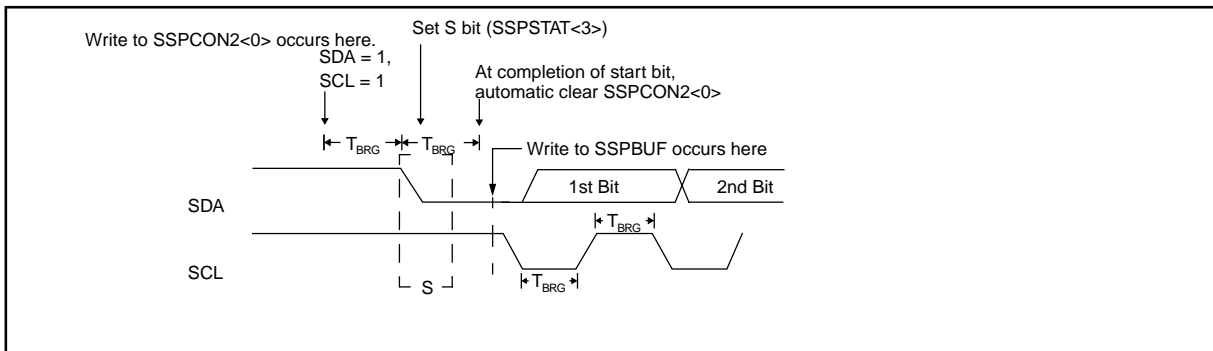 Write to SSPCON2<0> occurs here.
Set S bit (SSPSTAT<3>)
SDA = 1,
SCL = 1
At completion of start bit,
automatic clear SSPCON2<0>
TBRG
TBRG
Write to SSPBUF occurs here
1st Bit
2nd Bit
SDA
TBRG
SCL
TBRG
S